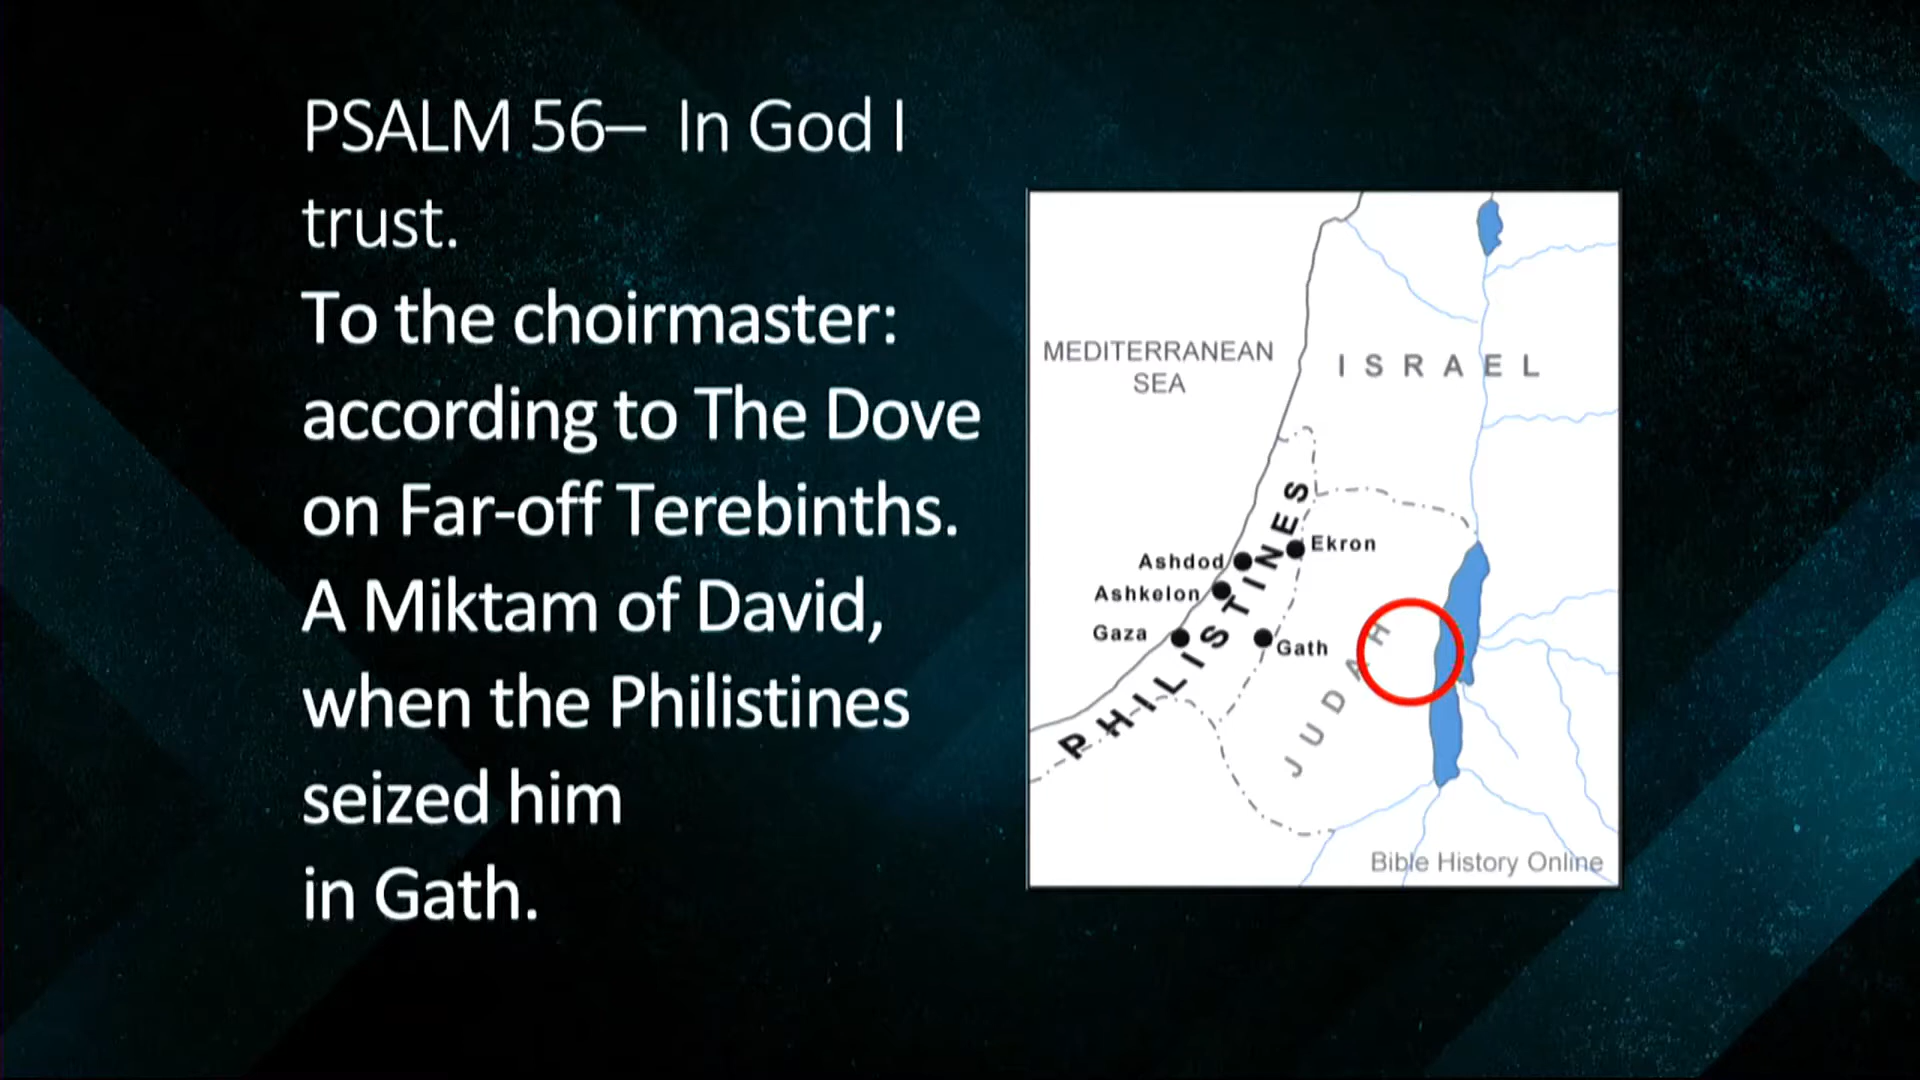 PSALM 56–  In God I
trust.
To the choirmaster:
according to The Dove
on Far-off Terebinths.
A Miktam of David,
when the Philistines
seized him
in Gath.
MEDITERRANEAN
SEA
ISRAEL
PHILISTINES
Ekron
Ashdod
Ashkelon
Gaza
Gath
JUDAH
Bible History Online